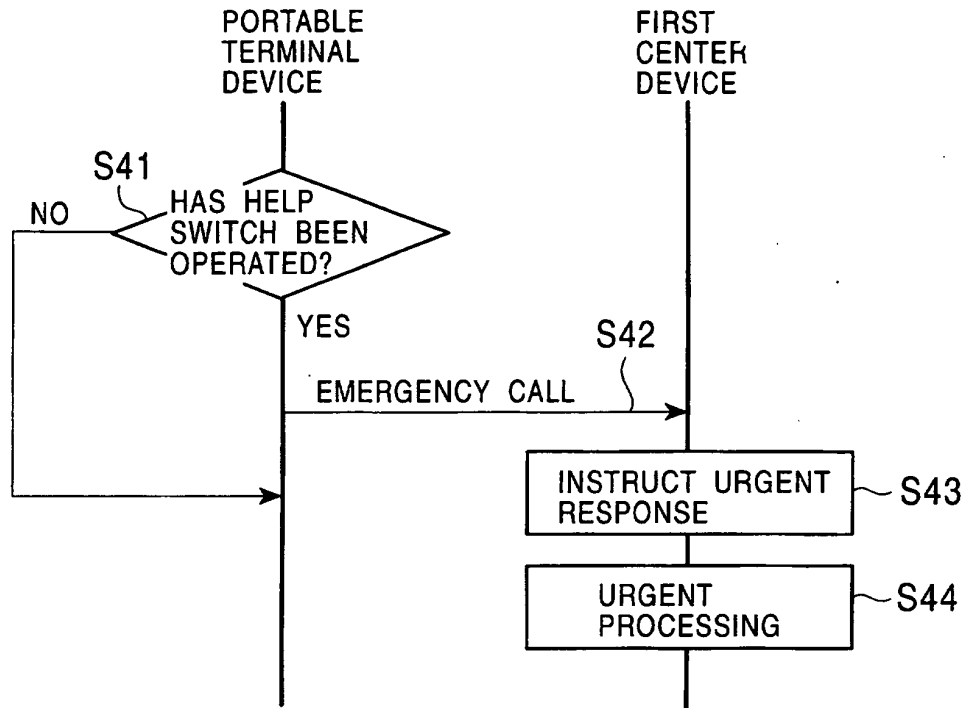 PORTABLE
TERMINAL
DEVICE
FIRST
CENTER
DEVICE
S41
NO
HAS HELP
SWITCH BEEN
OPERATED?
YES
S42
EMERGENCY CALL
INSTRUCT URGENT
RESPONSE
S43
URGENT
PROCESSING
S44